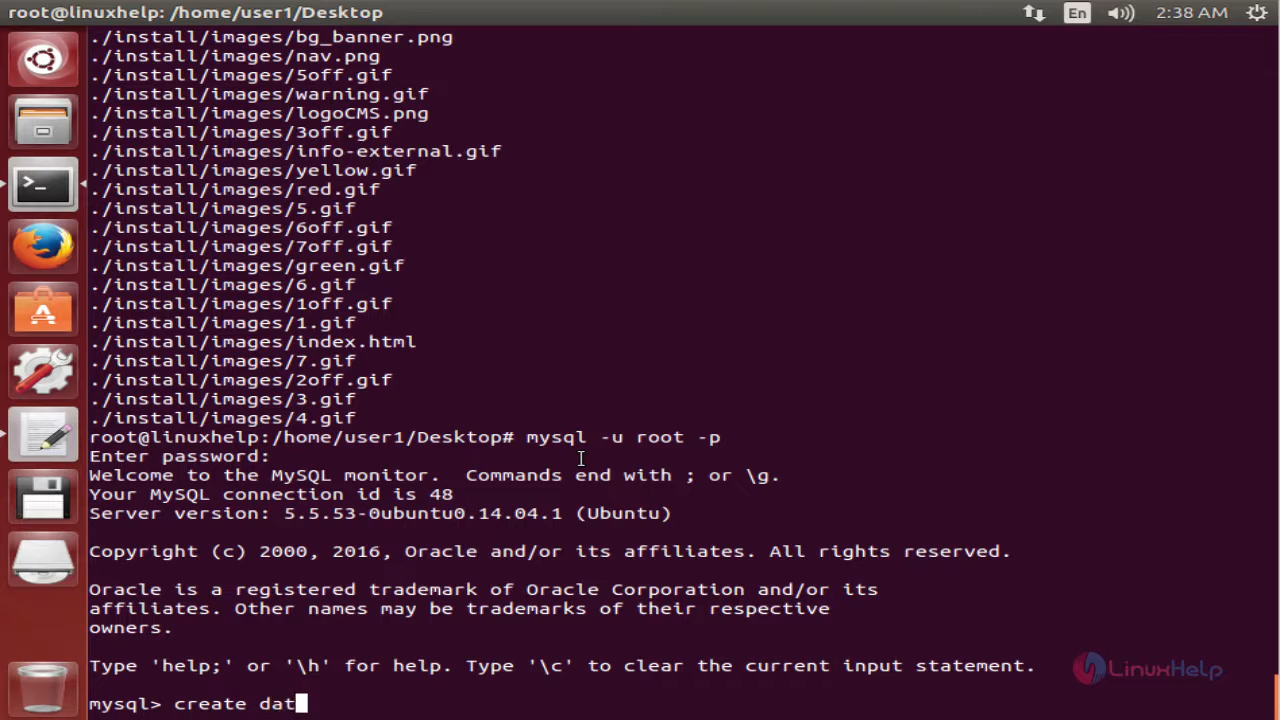 root@linuxhelp: /home/user1/Desktop
En
2:38 AM
./install/images/bg_banner.png
./install/images/nav.png
./install/images/5off.gif
./install/images/warning.gif
./install/images/logoCMS.png
./install/images/3off.gif
./install/images/info-external.gif
./install/images/yellow.gif
./install/images/red.gif
./install/images/5.gif
./install/images/6off.gif
./install/images/7off.gif
./install/images/green.gif
./install/images/6.gif
./install/images/1off.gif
./install/images/1.gif
./install/images/index.html
./install/images/7.gif
./install/images/2off.gif
./install/images/3.gif
./install/images/4.gif
root@linuxhelp:/home/user1/Desktop# mysql -u root -p
Enter password:
Welcome to the MySQL monitor.  Commands end with ; or \g.
Your MySQL connection id is 48
Server version: 5.5.53-0ubuntu0.14.04.1 (Ubuntu)
Copyright (c) 2000, 2016, Oracle and/or its affiliates. All rights reserved.
Oracle is a registered trademark of Oracle Corporation and/or its
affiliates. Other names may be trademarks of their respective
owners.
Type 'help;' or '\h' for help. Type '\c' to clear the current input statement.
LinuxHelp
mysql> create dat